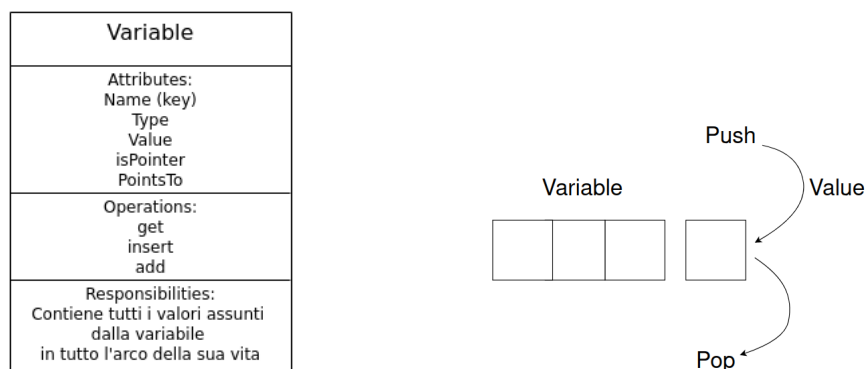 Variable
Attributes:
Name (key)
Type
Value
isPointer
PointsTo
Operations:
get
insert
add
Responsibilities:
Contiene tutti i valori assunti
dalla variabile
in tutto l'arco della sua vita
Push
Variable
Value
Pop